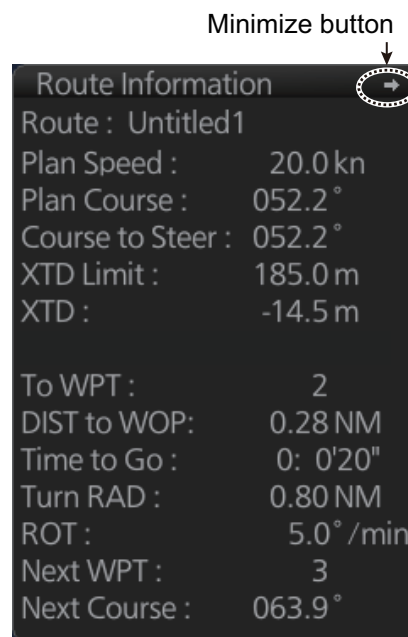 Minimize button
Route Information
Route : Untitled1
Plan Speed : 20.0 kn
Plan Course : 052.2°
Course to Steer : 052.2°
XTD Limit : 185.0 m
XTD : -14.5 m
To WPT : 2
DIST to WOP: 0.28 NM
Time to Go : 0: 0'20"
Turn RAD : 0.80 NM
ROT : 5.0°/min
Next WPT : 3
Next Course : 063.9°